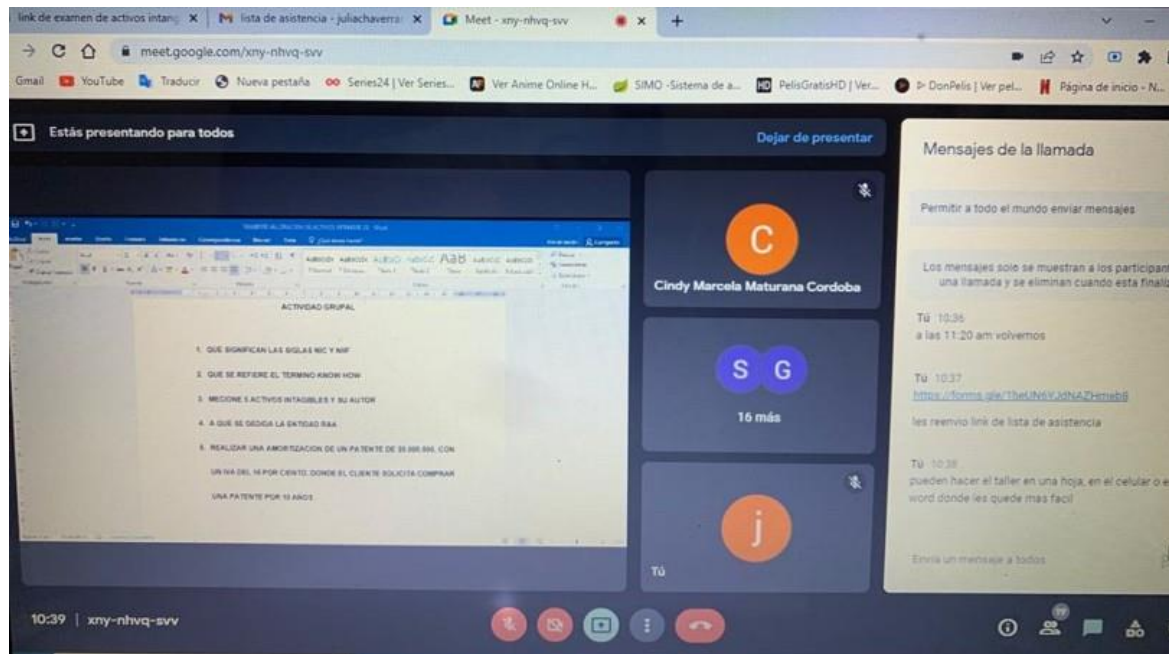 link de examen de activos intang
lista de asistencia - juliachaverra
Meet - xny-nhvq-svv
meet.google.com/xny-nhvq-svv
Gmail
YouTube
Traducir
Nueva pestaña
Series24 | Ver Series...
Ver Anime Online H...
SIMO -Sistema de a...
PelisGratisHD | Ver...
DonPelis | Ver pel...
Página de inicio - N...
Estás presentando para todos
Dejar de presentar
ACTIVIDAD GRUPAL
1. QUE SIGNIFICAN LAS SIGLAS NIC Y NIIF
2. QUE SE REFIERE EL TERMINO KNOW HOW
3. MECIONE 5 ACTIVOS INTAGIBLES Y SU AUTOR
4. A QUE SE DEDICA LA ENTIDAD
5. REALIZAR UNA AMORTIZACION DE UN PATENTE DE CON
UN IVA DEL POR CIENTO. DONDE EL CLIENTE SOLICITA COMPRAR
UNA PATENTE POR 10 AÑOS
C
Cindy Marcela Maturana Cordoba
S G
16 más
j
Tú
Mensajes de la llamada
Permitir a todo el mundo enviar mensajes
Los mensajes solo se muestran a los participan
una llamada y se eliminan cuando esta finaliz
Tú 10:36
a las 11:20 am volvemos
Tú 10:37
les reenvio link de lista de asistencia
Tú 10:38
pueden hacer el taller en una hoja, en el celular o e
word donde les quede mas facil
Envía un mensaje a todos
10:39 | xny-nhvq-svv